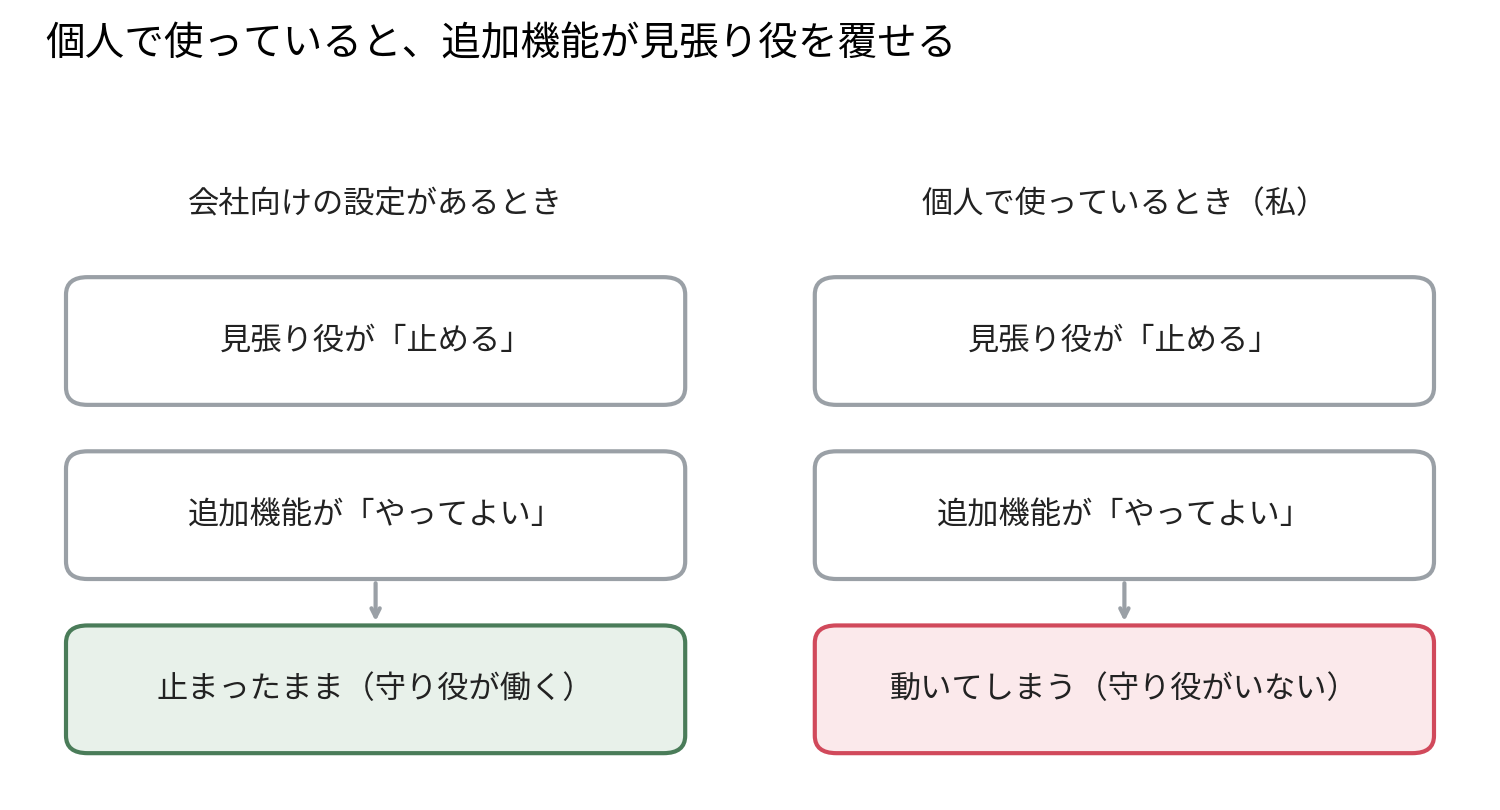 個人で使っていると、追加機能が見張り役を覆せる
会社向けの設定があるとき
見張り役が「止める」
追加機能が「やってよい」
止まったまま（守り役が働く）
個人で使っているとき（私）
見張り役が「止める」
追加機能が「やってよい」
動いてしまう（守り役がいない）